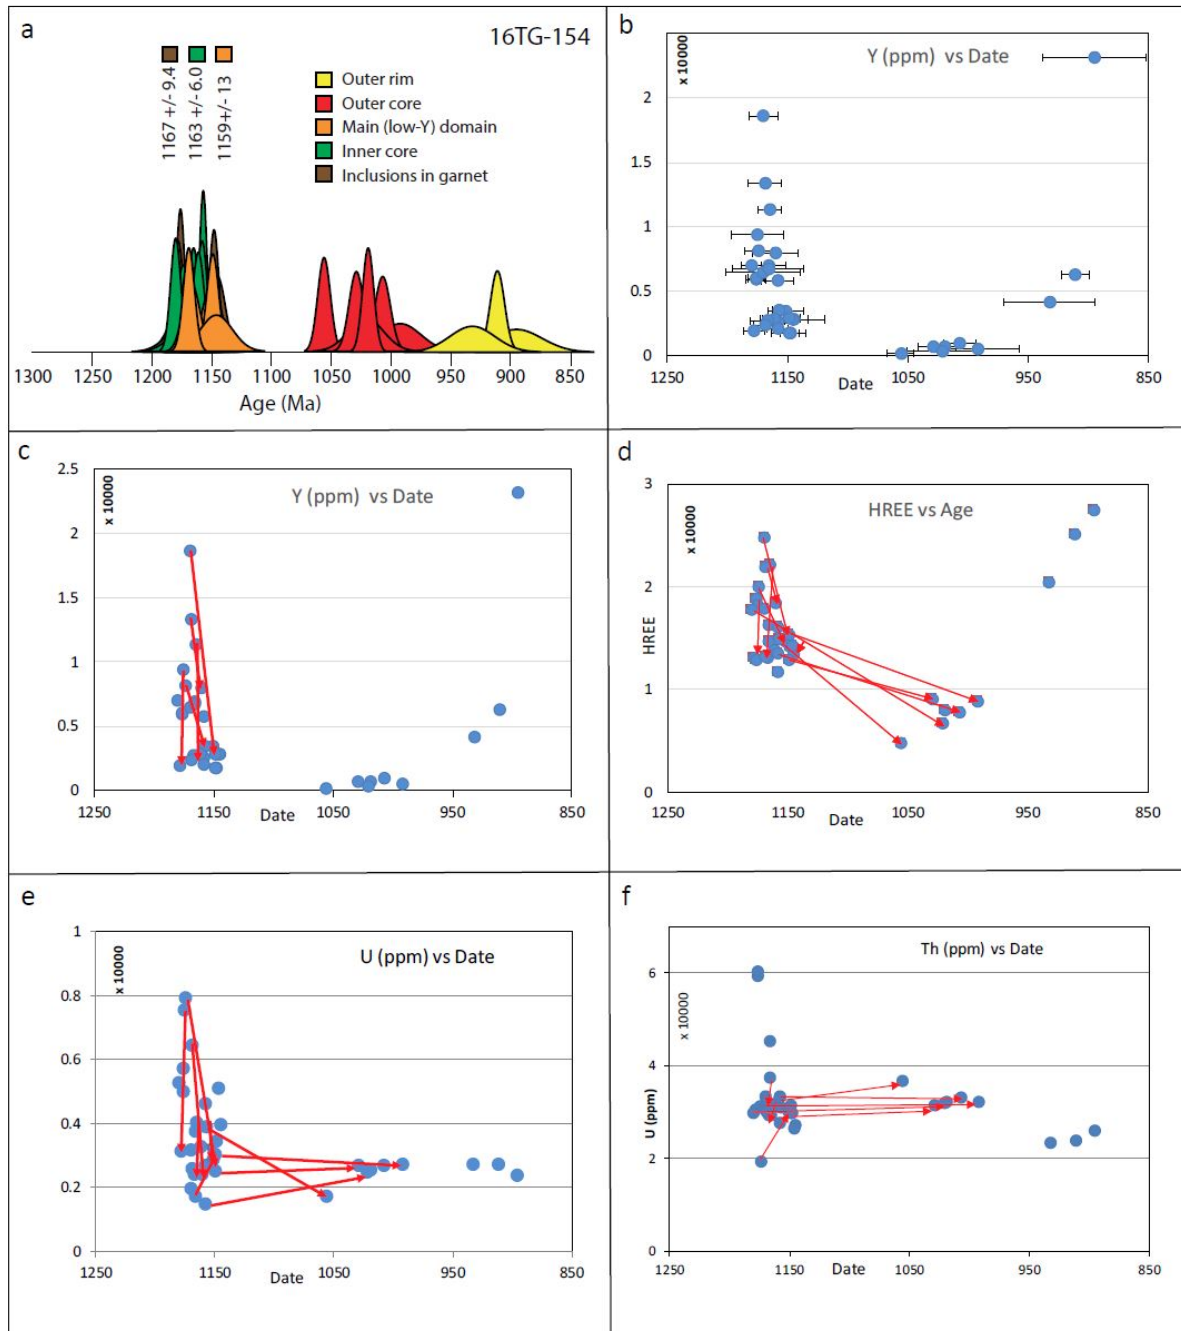 a
16TG-154
1167 +/- 9.4
1163 +/- 6.0
1159+/- 13
Outer rim
Outer core
Main (low-Y) domain
Inner core
Inclusions in garnet
1300 1200 1100 1050 1000 950 900 850
Age (Ma)
b
Y (ppm) vs Date
x 10000
2
1.5
1
0.5
0
1250 1150 1050 950 850
Date
c
Y (ppm) vs Date
x 10000
2.5
2
1.5
1
0.5
0
1250 1150 1050 950 850
Date
d
HREE vs Age
x 10000
HREE
3
2
1
0
1250 1150 1050 950 850
Date
e
U (ppm) vs Date
x 10000
1
0.8
0.6
0.4
0.2
0
1250 1150 1050 950 850
Date
f
Th (ppm) vs Date
x 10000
U (ppm)
6
4
2
0
1250 1150 1050 950 850
Date